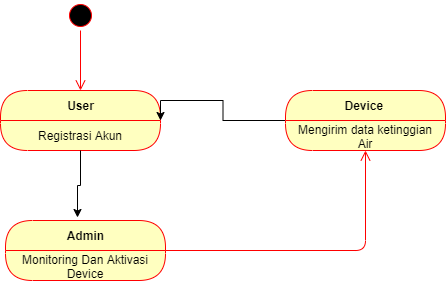 User
Registrasi Akun
Device
Mengirim data ketinggian
Air
Admin
Monitoring Dan Aktivasi
Device